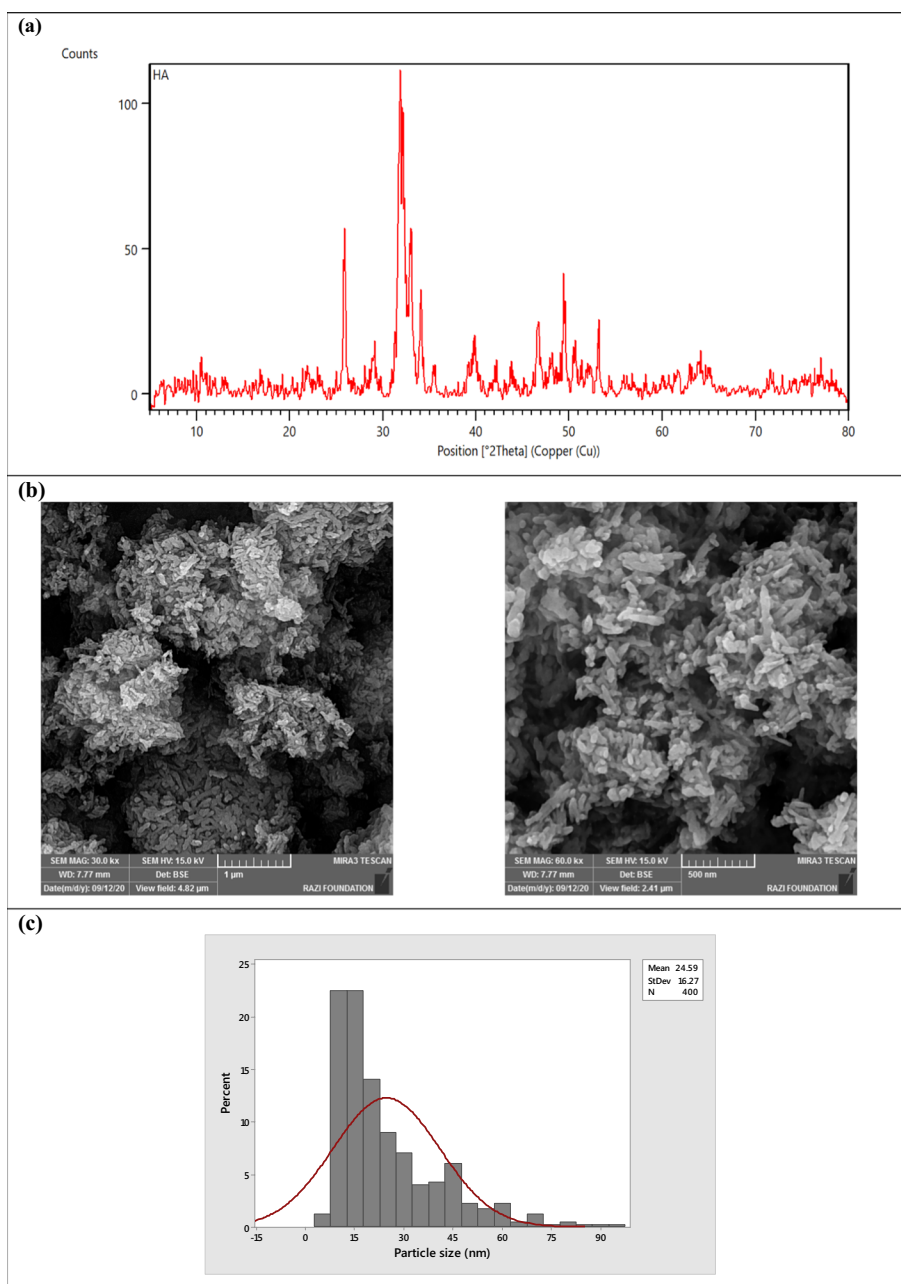 (a)
Counts
HA
100
50
0
10 20 30 40 50 60 70 80
Position [°2Theta] (Copper (Cu))
(b)
SEM MAG: 30.0 kx SEM HV: 15.0 kV MIRA3 TESCAN
WD: 7.77 mm Det: BSE 1 µm
Date(m/d/y): 09/12/20 View field: 4.82 µm RAZI FOUNDATION
SEM MAG: 60.0 kx SEM HV: 15.0 kV MIRA3 TESCAN
WD: 7.77 mm Det: BSE 500 nm
Date(m/d/y): 09/12/20 View field: 2.41 µm RAZI FOUNDATION
(c)
Mean 24.59
StDev 16.27
N 400
Percent
25
20
15
10
5
0
-15 0 15 30 45 60 75 90
Particle size (nm)